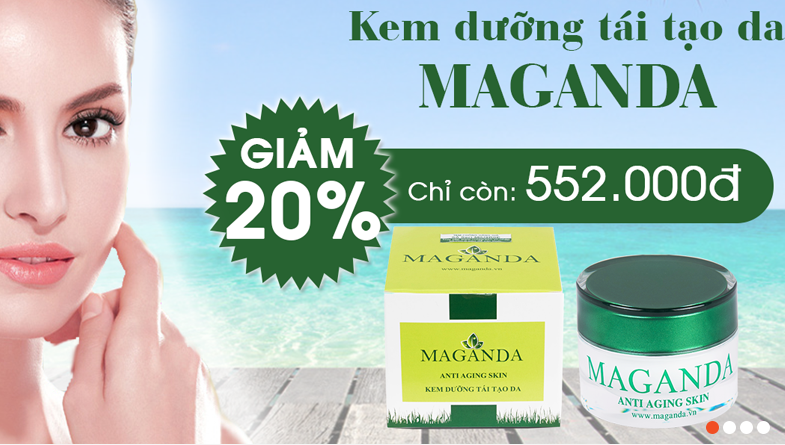 Kem dưỡng tái tạo da
MAGANDA
GIẢM
20%
Chỉ còn: 552.000đ
MAGANDA
www.maganda.vn
MAGANDA
ANTI AGING SKIN
KEM DƯỠNG TÁI TẠO DA
MAGANDA
ANTI AGING SKIN
www.maganda.vn